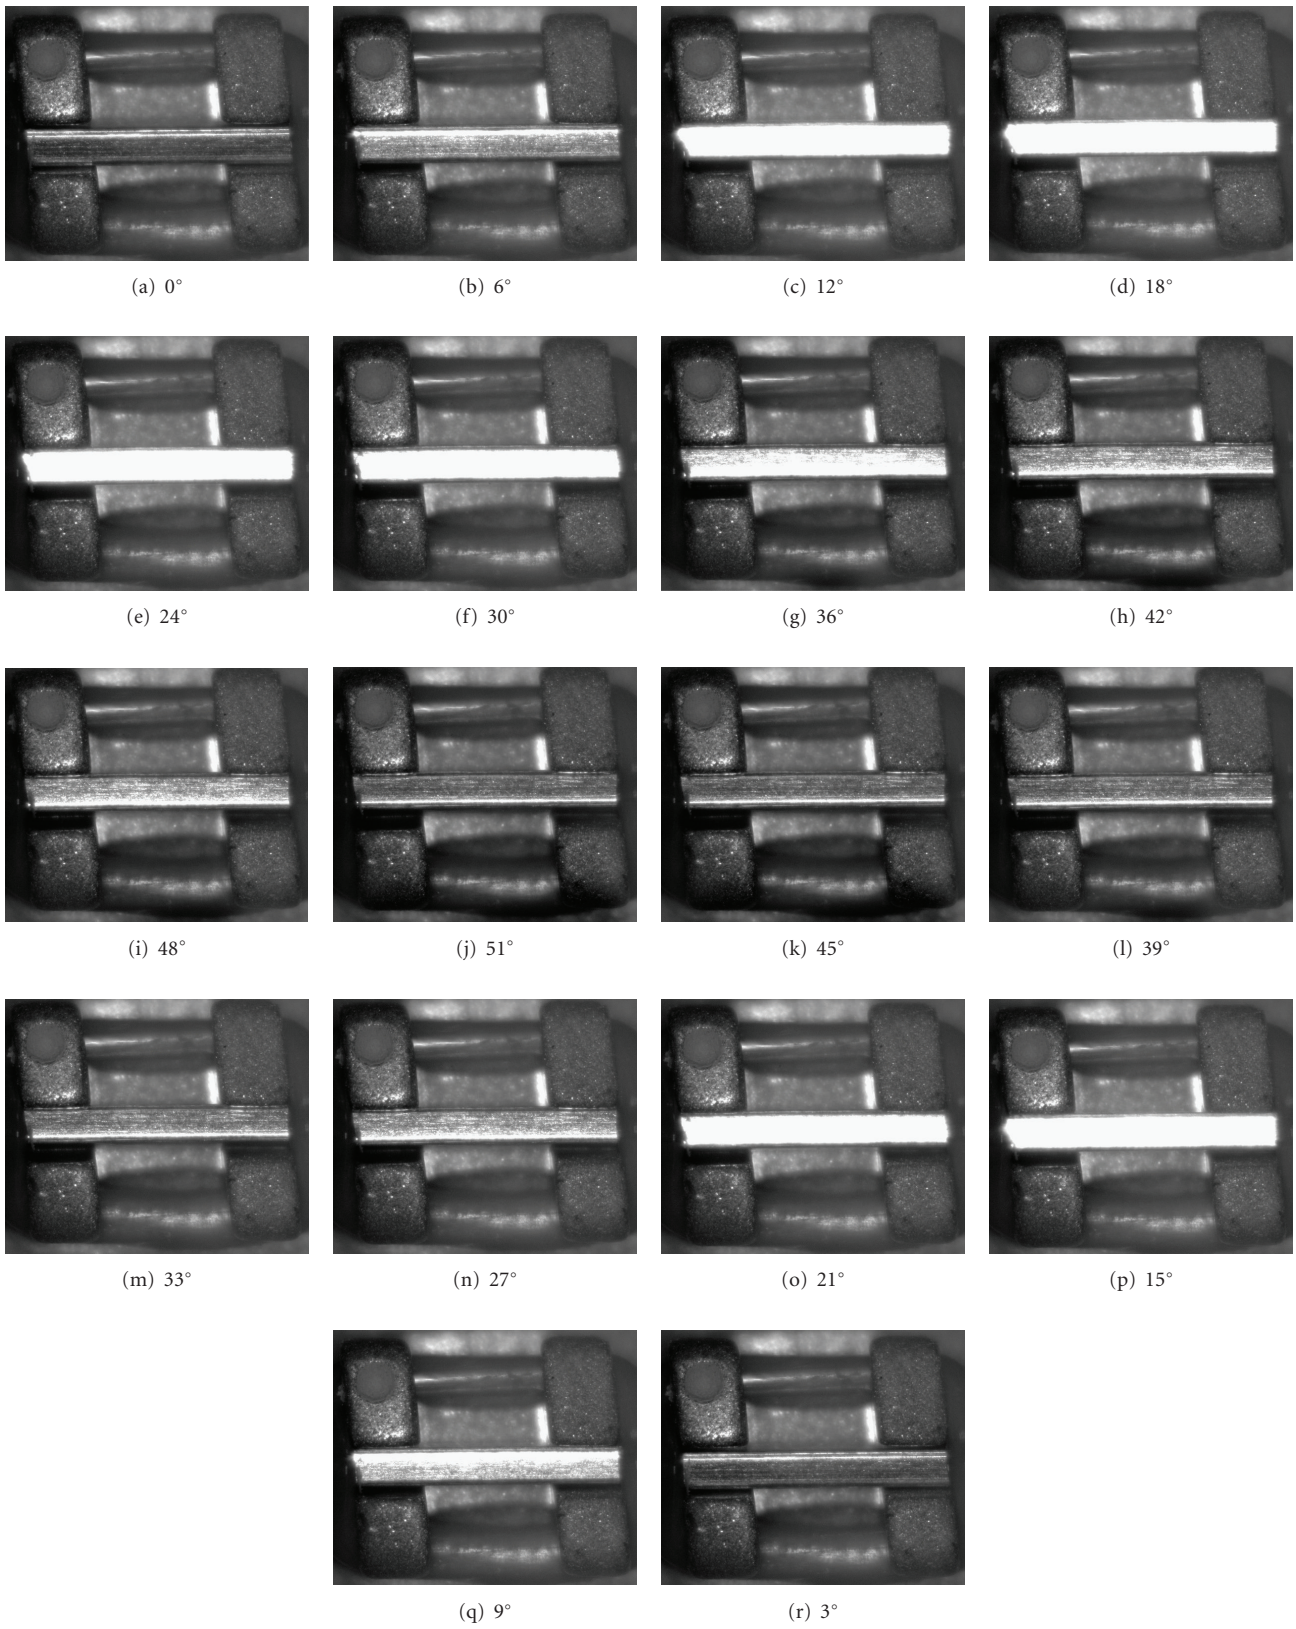 (a) 0° (b) 6° (c) 12° (d) 18°
(e) 24° (f) 30° (g) 36° (h) 42°
(i) 48° (j) 51° (k) 45° (l) 39°
(m) 33° (n) 27° (o) 21° (p) 15°
(q) 9° (r) 3°